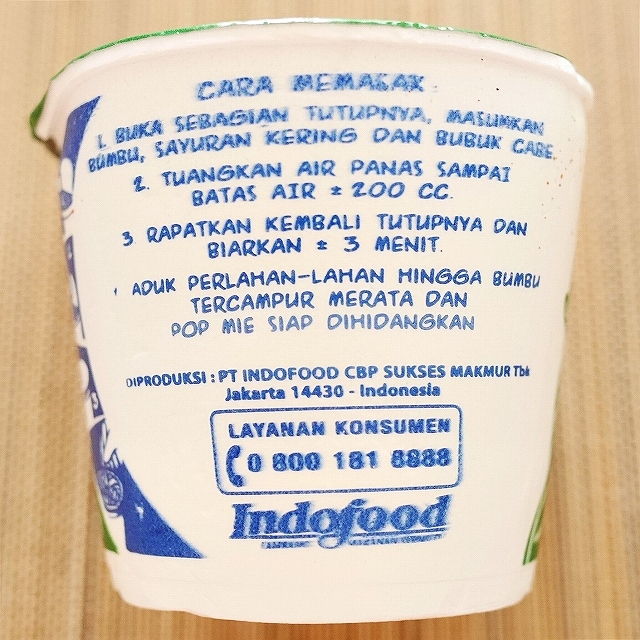 CARA MEMASAK :
1. BUKA SEBAGIAN TUTUPNYA, MASUKKAN
BUMBU, SAYURAN KERING DAN BUBUK CABE.
2. TUANGKAN AIR PANAS SAMPAI
BATAS AIR ± 200 CC.
3. RAPATKAN KEMBALI TUTUPNYA DAN
BIARKAN ± 3 MENIT.
ADUK PERLAHAN-LAHAN HINGGA BUMBU
TERCAMPUR MERATA DAN
POP MIE SIAP DIHIDANGKAN
DIPRODUKSI : PT INDOFOOD CBP SUKSES MAKMUR Tbk
Jakarta 14430 - Indonesia
LAYANAN KONSUMEN
0 800 181 8888
Indofood